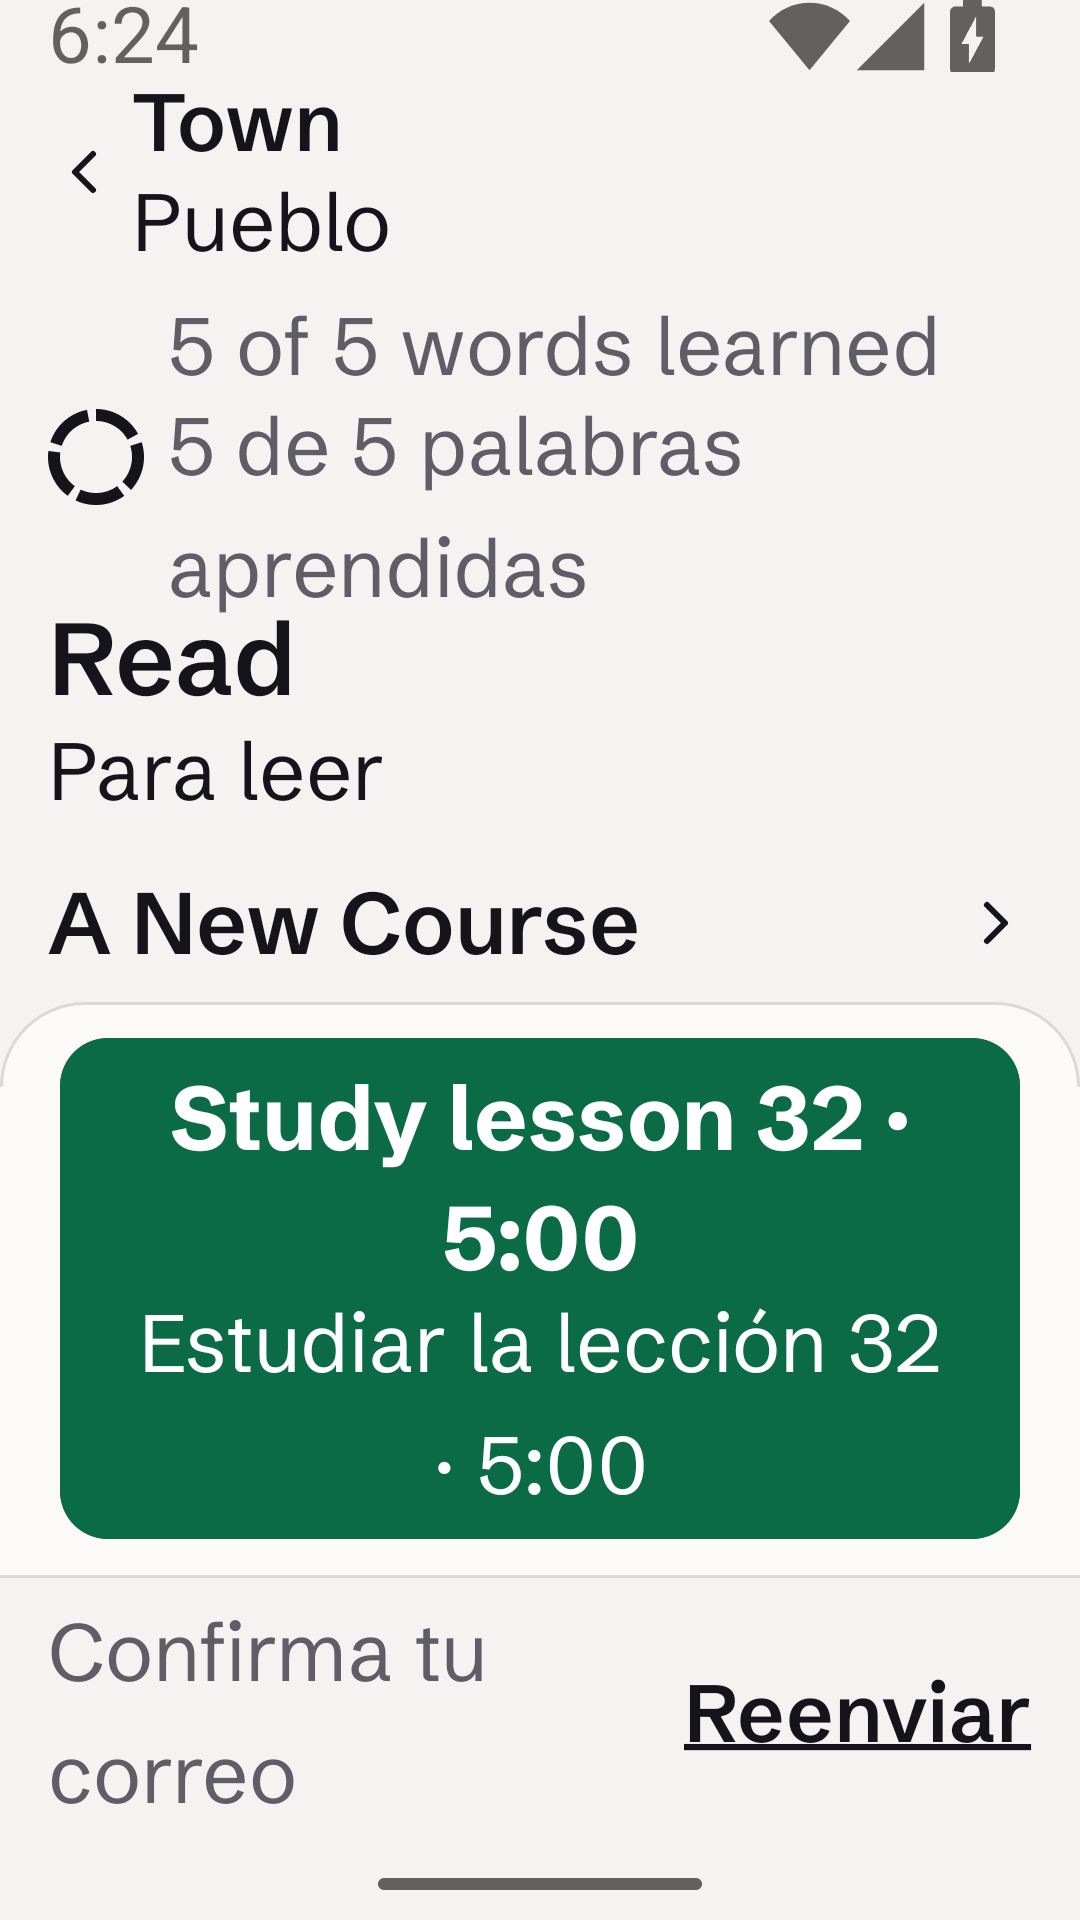 6:24
Town
Pueblo
5 of 5 words learned
5 de 5 palabras
aprendidas
Read
Para leer
A New Course
Study lesson 32 •
5:00
Estudiar la lección 32
• 5:00
Confirma tu
correo
Reenviar